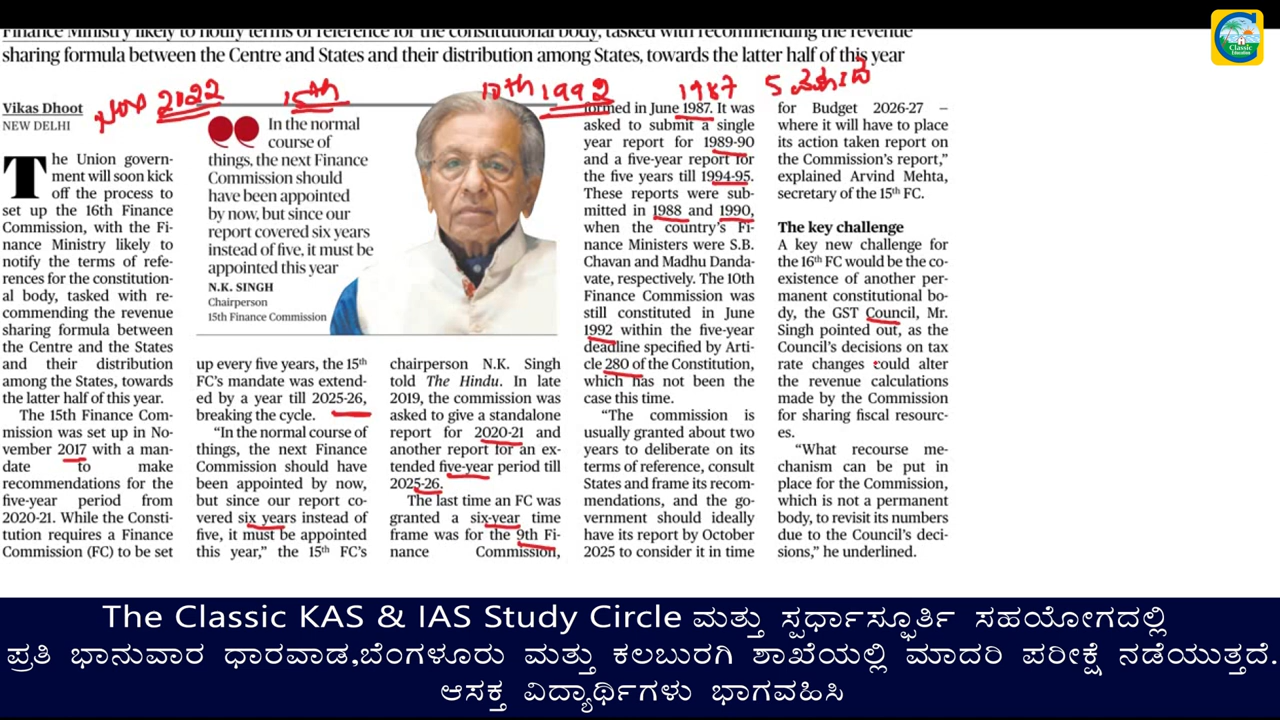 Finance Ministry likely to notify terms of reference for the constitutional body, tasked with recommending the revenue
sharing formula between the Centre and States and their distribution among States, towards the latter half of this year
2022
15th
10th 1992
1987
5
Classic
Education
Vikas Dhoot
NEW DELHI
The Union govern-
ment will soon kick
off the process to
set up the 16th Finance
Commission, with the Fi-
nance Ministry likely to
notify the terms of refe-
rences for the constitution-
al body, tasked with re-
commending the revenue
sharing formula between
the Centre and the States
and their distribution
among the States, towards
the latter half of this year.
The 15th Finance Com-
mission was set up in No-
vember 2017 with a man-
date to make
recommendations for the
five-year period from
2020-21. While the Consti-
tution requires a Finance
Commission (FC) to be set
In the normal
course of
things, the next Finance
Commission should
have been appointed
by now, but since our
report covered six years
instead of five, it must be
appointed this year
N.K. SINGH
Chairperson
15th Finance Commission
up every five years, the 15th
FC's mandate was extend-
ed by a year till 2025-26,
breaking the cycle.
"In the normal course of
things, the next Finance
Commission should have
been appointed by now,
but since our report co-
vered six years instead of
five, it must be appointed
this year," the 15th FC's
chairperson N.K. Singh
told The Hindu. In late
2019, the commission was
asked to give a standalone
report for 2020-21 and
another report for an ex-
tended five-year period till
2025-26.
The last time an FC was
granted a six-year time
frame was for the 9th Fi-
nance Commission,
formed in June 1987. It was
asked to submit a single
year report for 1989-90
and a five-year report for
the five years till 1994-95.
These reports were sub-
mitted in 1988 and 1990,
when the country's Fi-
nance Ministers were S.B.
Chavan and Madhu Danda-
vate, respectively. The 10th
Finance Commission was
still constituted in June
1992 within the five-year
deadline specified by Arti-
cle 280 of the Constitution,
which has not been the
case this time.
"The commission is
usually granted about two
years to deliberate on its
terms of reference, consult
States and frame its recom-
mendations, and the go-
vernment should ideally
have its report by October
2025 to consider it in time
for Budget 2026-27 –
where it will have to place
its action taken report on
the Commission's report,"
explained Arvind Mehta,
secretary of the 15th FC.
The key challenge
A key new challenge for
the 16th FC would be the co-
existence of another per-
manent constitutional bo-
dy, the GST Council, Mr.
Singh pointed out, as the
Council's decisions on tax
rate changes could alter
the revenue calculations
made by the Commission
for sharing fiscal resourc-
es.
"What recourse me-
chanism can be put in
place for the Commission,
which is not a permanent
body, to revisit its numbers
due to the Council's deci-
sions," he underlined.
The Classic KAS & IAS Study Circle ಮತ್ತು ಸ್ಪರ್ಧಾಸ್ಫೂರ್ತಿ ಸಹಯೋಗದಲ್ಲಿ
ಪ್ರತಿ ಭಾನುವಾರ ಧಾರವಾಡ,ಬೆಂಗಳೂರು ಮತ್ತು ಕಲಬುರಗಿ ಶಾಖೆಯಲ್ಲಿ ಮಾದರಿ ಪರೀಕ್ಷೆ ನಡೆಯುತ್ತದೆ.
ಆಸಕ್ತ ವಿದ್ಯಾರ್ಥಿಗಳು ಭಾಗವಹಿಸಿ